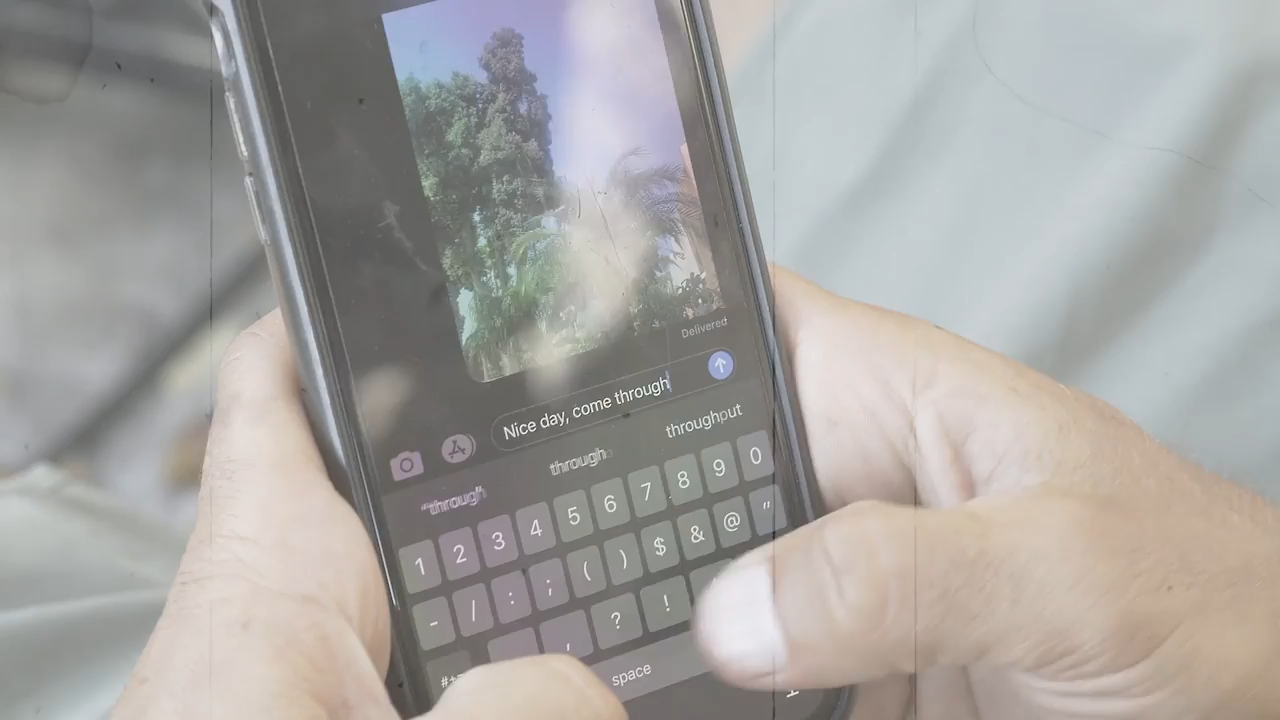 Delivered
Nice day, come through
"through" through throughput
1 2 3 4 5 6 7 8 9 0
- / : ; ( ) $ & @ "
, ? !
space